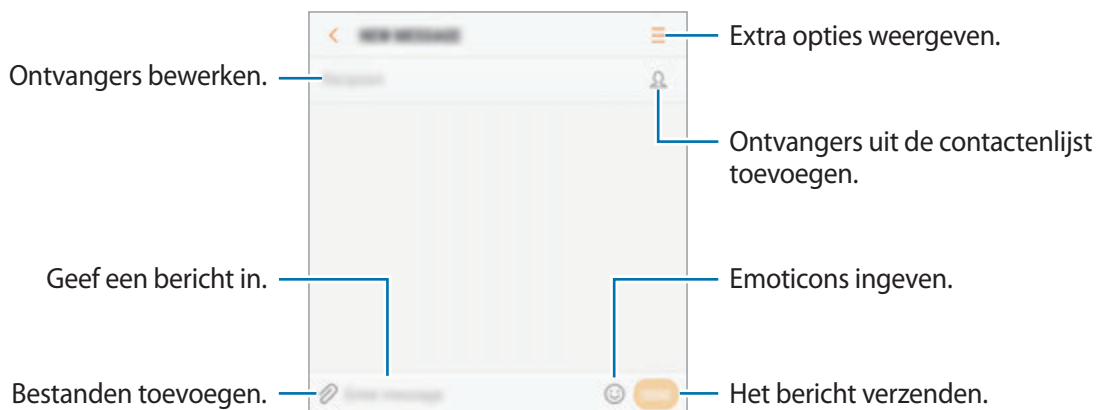 Extra opties weergeven.
Ontvangers bewerken.
Ontvangers uit de contactenlijst
toevoegen.
Geef een bericht in.
Emoticons ingeven.
Bestanden toevoegen.
Het bericht verzenden.